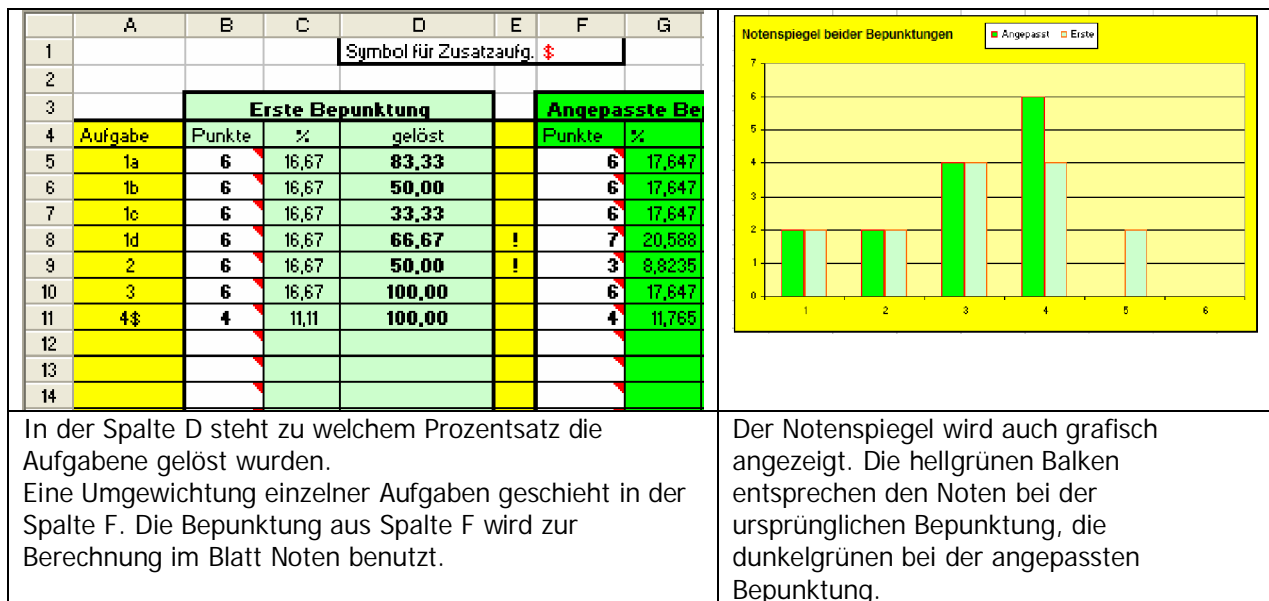 A B C D E F G
1 Symbol für Zusatzaufg. $
2
3 Erste Bepunktung Angepasste Be
4 Aufgabe Punkte % gelöst Punkte %
5 1a 6 16,67 83,33 6 17,647
6 1b 6 16,67 50,00 6 17,647
7 1c 6 16,67 33,33 6 17,647
8 1d 6 16,67 66,67 ! 7 20,588
9 2 6 16,67 50,00 ! 3 8,8235
10 3 6 16,67 100,00 6 17,647
11 4$ 4 11,11 100,00 4 11,765
12
13
14
Notenspiegel beider Bepunktungen Angepasst Erste
7
6
5
4
3
2
1
0
1 2 3 4 5 6
In der Spalte D steht zu welchem Prozentsatz die
Aufgabene gelöst wurden.
Eine Umgewichtung einzelner Aufgaben geschieht in der
Spalte F. Die Bepunktung aus Spalte F wird zur
Berechnung im Blatt Noten benutzt.
Der Notenspiegel wird auch grafisch
angezeigt. Die hellgrünen Balken
entsprechen den Noten bei der
ursprünglichen Bepunktung, die
dunkelgrünen bei der angepassten
Bepunktung.